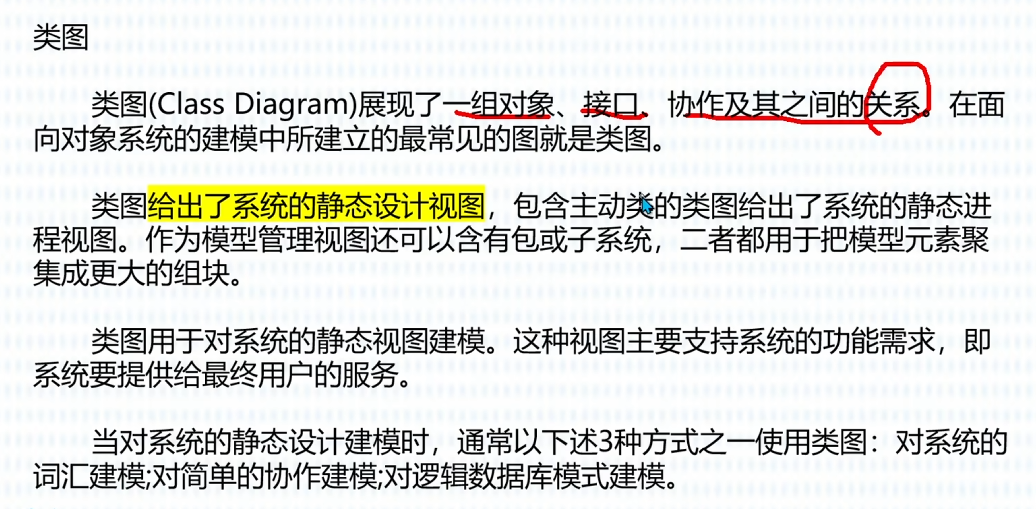 类图
类图(Class Diagram)展现了一组对象、接口、协作及其之间的关系。在面
向对象系统的建模中所建立的最常见的图就是类图。
类图给出了系统的静态设计视图，包含主动类的类图给出了系统的静态进
程视图。作为模型管理视图还可以含有包或子系统，二者都用于把模型元素聚
集成更大的组块。
类图用于对系统的静态视图建模。这种视图主要支持系统的功能需求，即
系统要提供给最终用户的服务。
当对系统的静态设计建模时，通常以下述3种方式之一使用类图：对系统的
词汇建模;对简单的协作建模;对逻辑数据库模式建模。